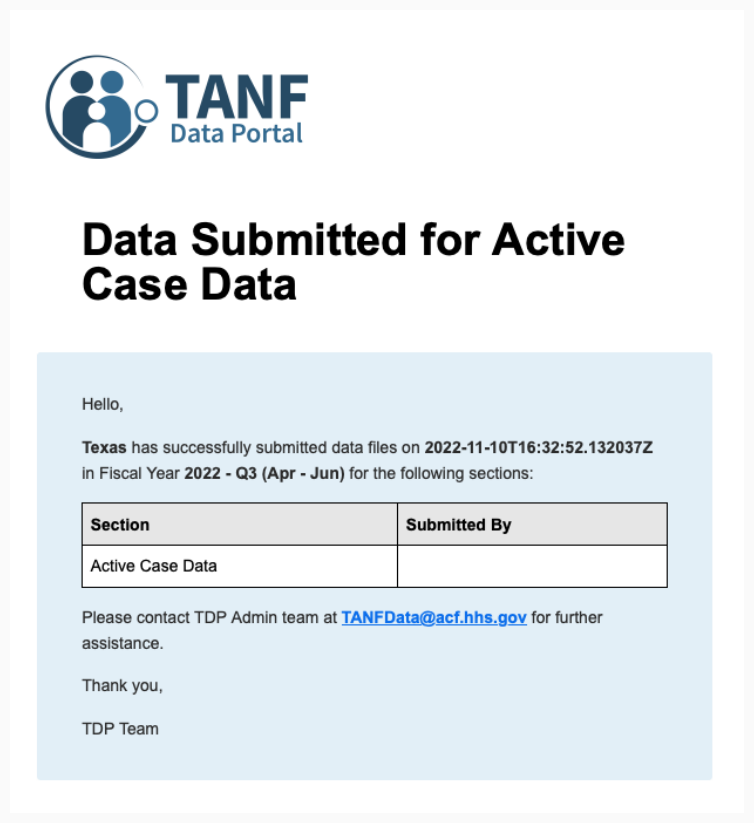 TANF
Data Portal
Data Submitted for Active
Case Data
Hello,
Texas has successfully submitted data files on 2022-11-10T16:32:52.132037Z
in Fiscal Year 2022 - Q3 (Apr - Jun) for the following sections:
Section Submitted By
Active Case Data
Please contact TDP Admin team at TANFData@acf.hhs.gov for further
assistance.
Thank you,
TDP Team